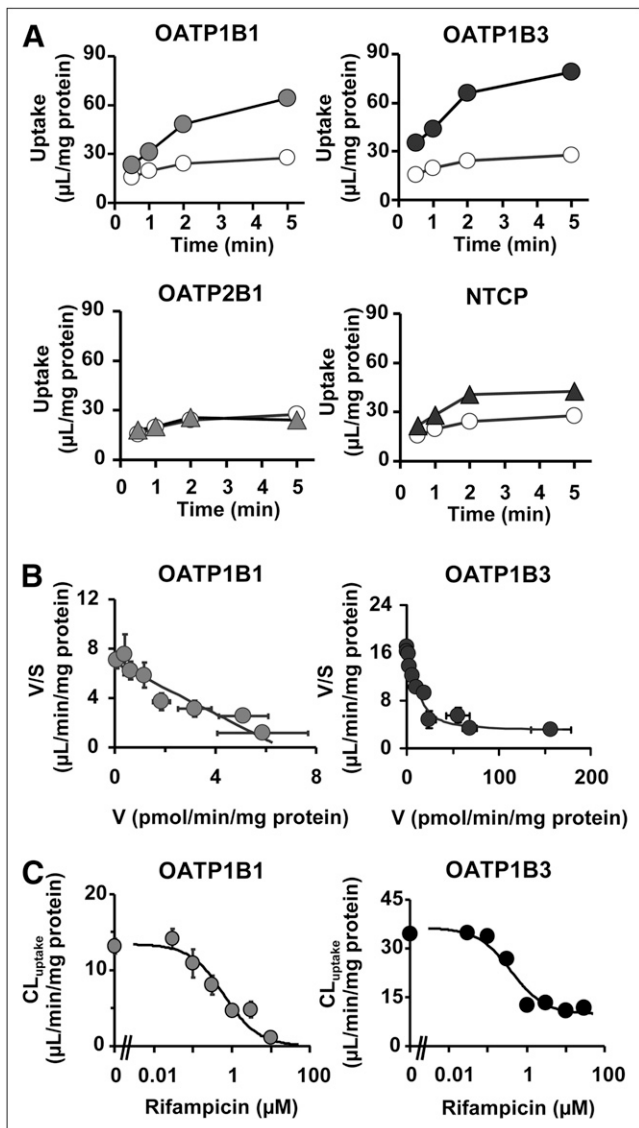 A
OATP1B1
OATP1B3
Uptake
(µL/mg protein)
90
60
30
0
0 1 2 3 4 5
Time (min)
Uptake
(µL/mg protein)
90
60
30
0
0 1 2 3 4 5
Time (min)
OATP2B1
NTCP
Uptake
(µL/mg protein)
90
60
30
0
0 1 2 3 4 5
Time (min)
Uptake
(µL/mg protein)
90
60
30
0
0 1 2 3 4 5
Time (min)
B
OATP1B1
OATP1B3
V/S
(µL/min/mg protein)
12
8
4
0
0 4 8
V (pmol/min/mg protein)
V/S
(µL/min/mg protein)
24
16
8
0
0 100 200
V (pmol/min/mg protein)
C
OATP1B1
OATP1B3
CLuptake
(µL/min/mg protein)
20
10
0
0 0.01 1 100
Rifampicin (µM)
CLuptake
(µL/min/mg protein)
45
30
15
0
0 0.01 1 100
Rifampicin (µM)